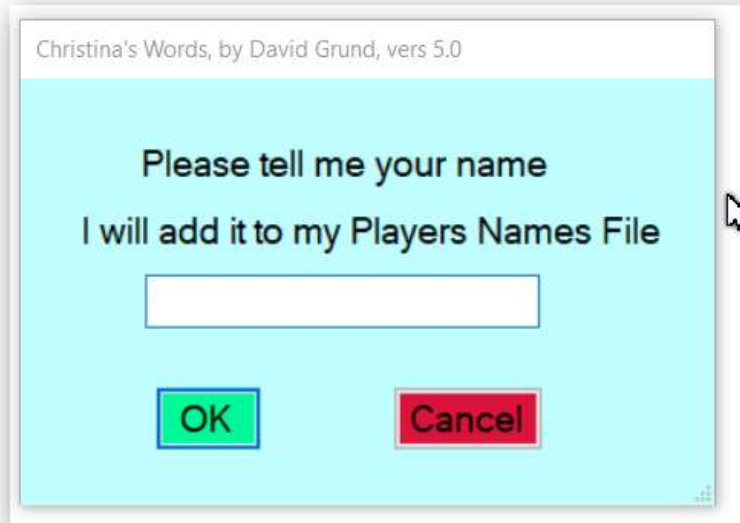 Christina's Words, by David Grund, vers 5.0
Please tell me your name
I will add it to my Players Names File
OK
Cancel